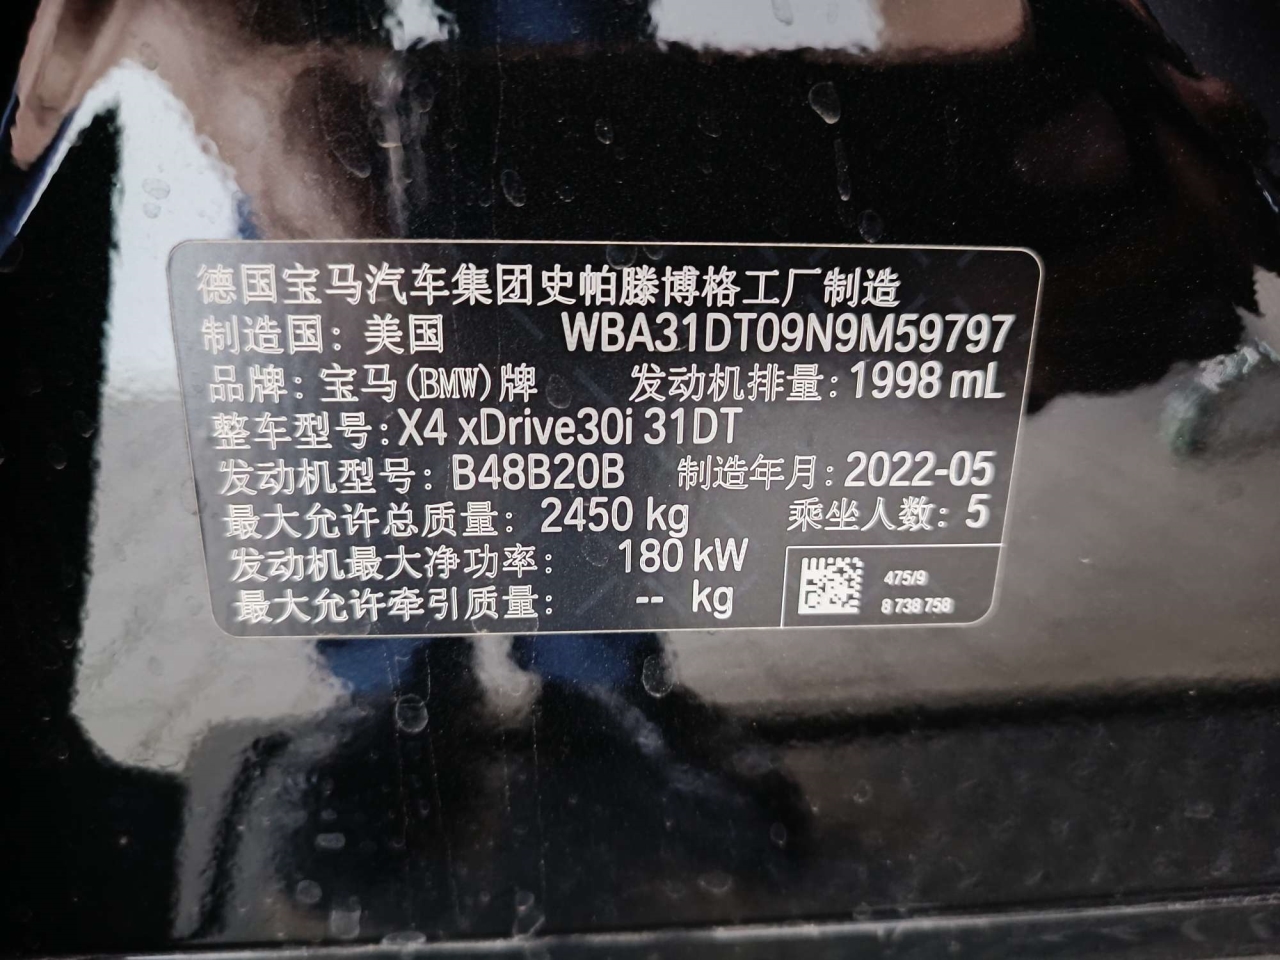 德国宝马汽车集团史帕滕博格工厂制造
制造国：美国 WBA31DT09N9M59797
品牌：宝马(BMW)牌 发动机排量：1998 mL
整车型号：X4 xDrive30i 31DT
发动机型号：B48B20B 制造年月：2022-05
最大允许总质量：2450 kg 乘坐人数：5
发动机最大净功率：180 kW
最大允许牵引质量：-- kg
475/9
8 738 758